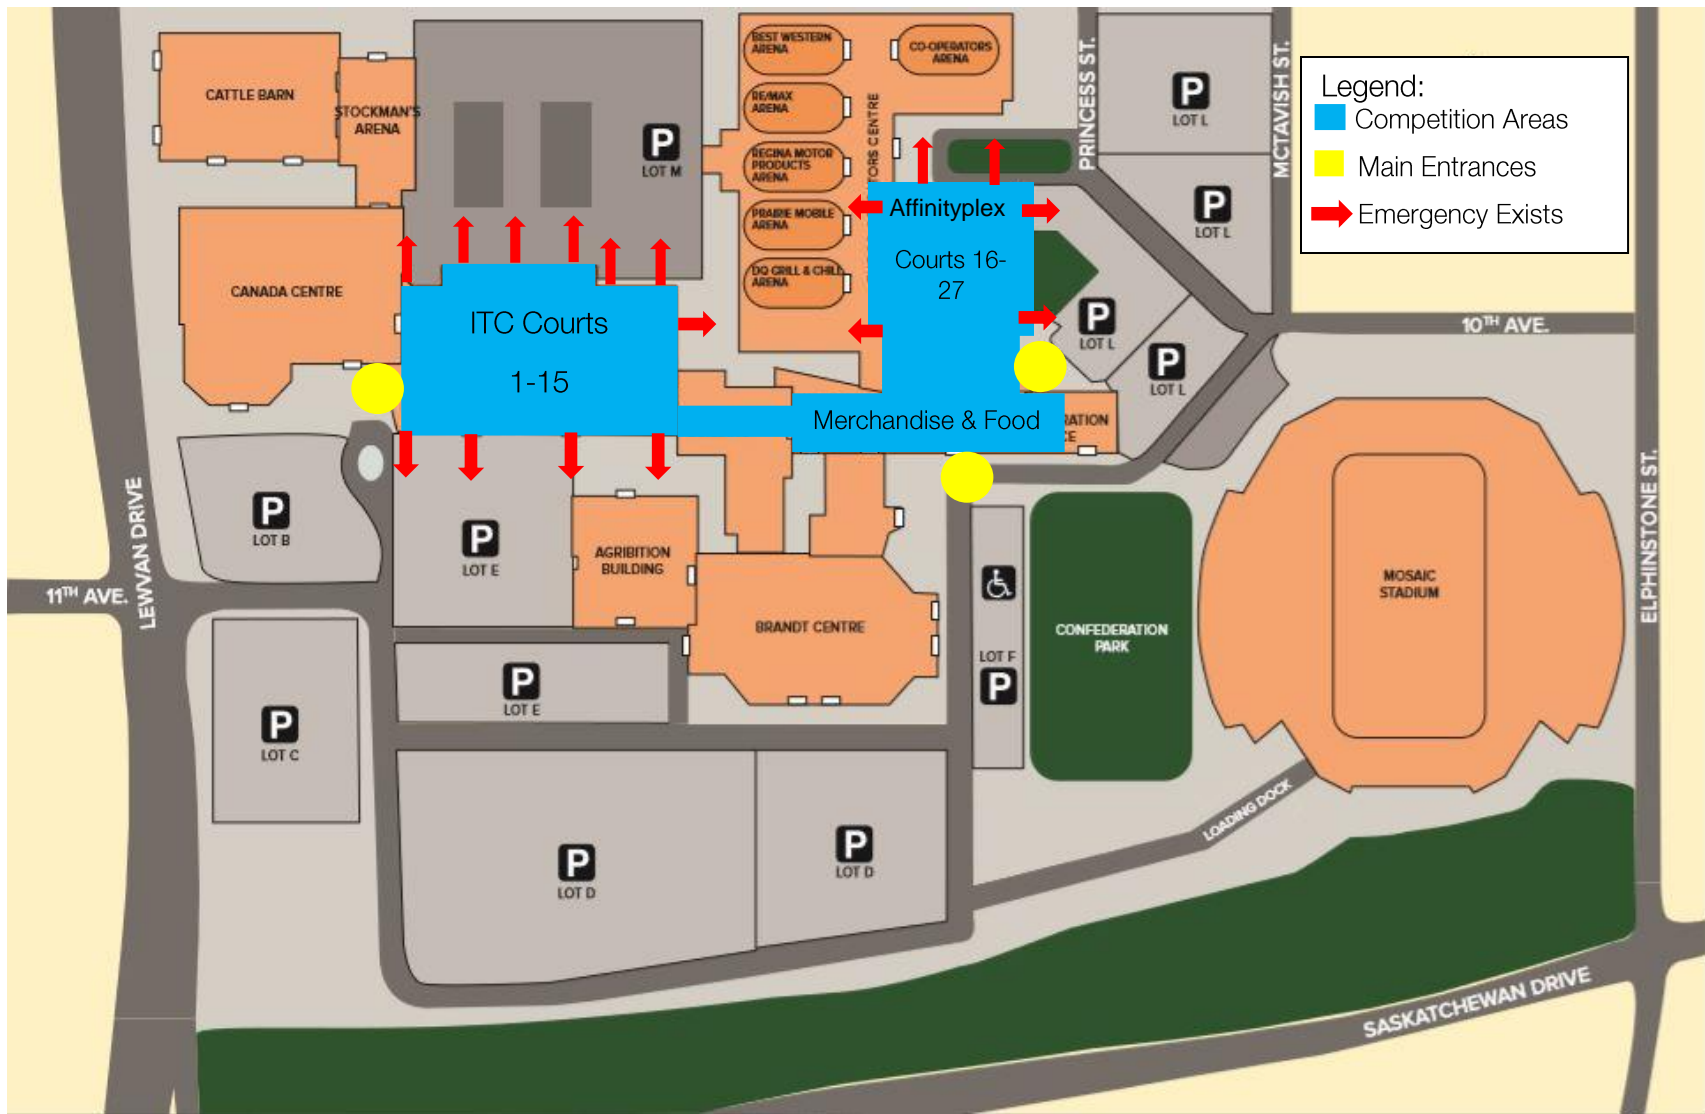 Legend:
Competition Areas
Main Entrances
Emergency Exists
CATTLE BARN
STOCKMAN'S
ARENA
P
LOT M
BEST WESTERN
ARENA
CO-OPERATORS
ARENA
RE/MAX
ARENA
REGINA MOTOR
PRODUCTS
ARENA
PRAIRIE MOBILE
ARENA
DQ GRILL & CHILL
ARENA
TORS CENTRE
PRINCESS ST.
MCTAVISH ST.
P
LOT L
P
LOT L
P
LOT L
P
LOT L
10TH AVE.
CANADA CENTRE
ITC Courts
1-15
Affinityplex
Courts 16-
27
Merchandise & Food
RATION
CE
P
LOT B
P
LOT E
AGRIBITION
BUILDING
BRANDT CENTRE
LEWVAN DRIVE
11TH AVE.
P
LOT E
P
LOT C
P
LOT D
P
LOT D
LOT F
P
CONFEDERATION
PARK
MOSAIC
STADIUM
ELPHINSTONE ST.
LOADING DOCK
SASKATCHEWAN DRIVE